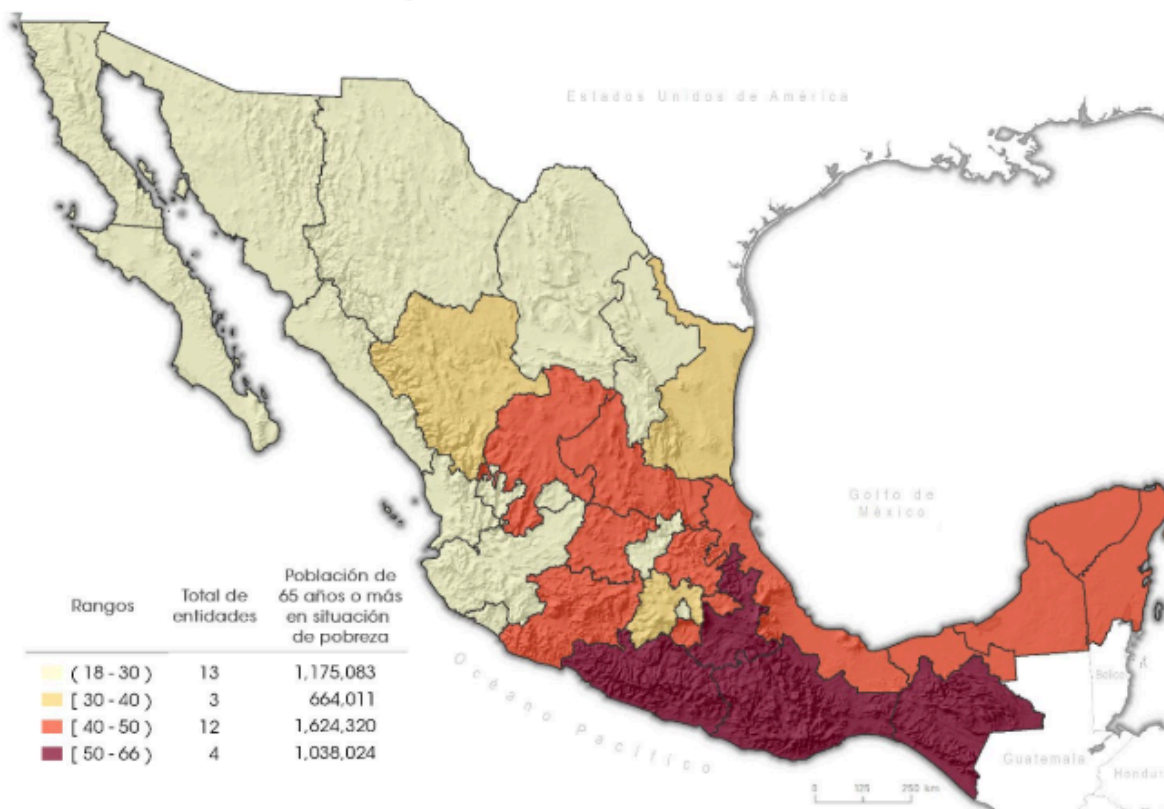 Estados Unidos de América
Golfo de
México
Rangos
Total de
entidades
Población de
65 años o más
en situación
de pobreza
( 18 - 30 ) 13 1,175,083
[ 30 - 40 ) 3 664,011
[ 40 - 50 ) 12 1,624,320
[ 50 - 66 ) 4 1,038,024
Océano Pacífico
Belice
Guatemala
Hondur
0 125 250 km